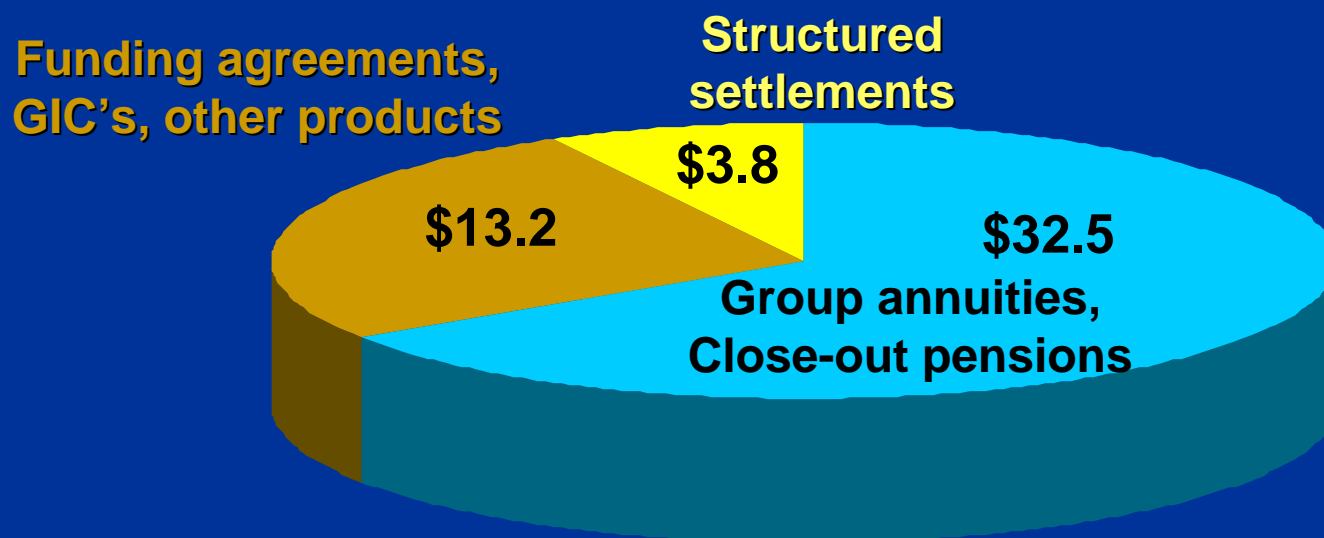 Funding agreements,
GIC’s, other products
Structured
settlements
$3.8
$13.2
$32.5
Group annuities,
Close-out pensions